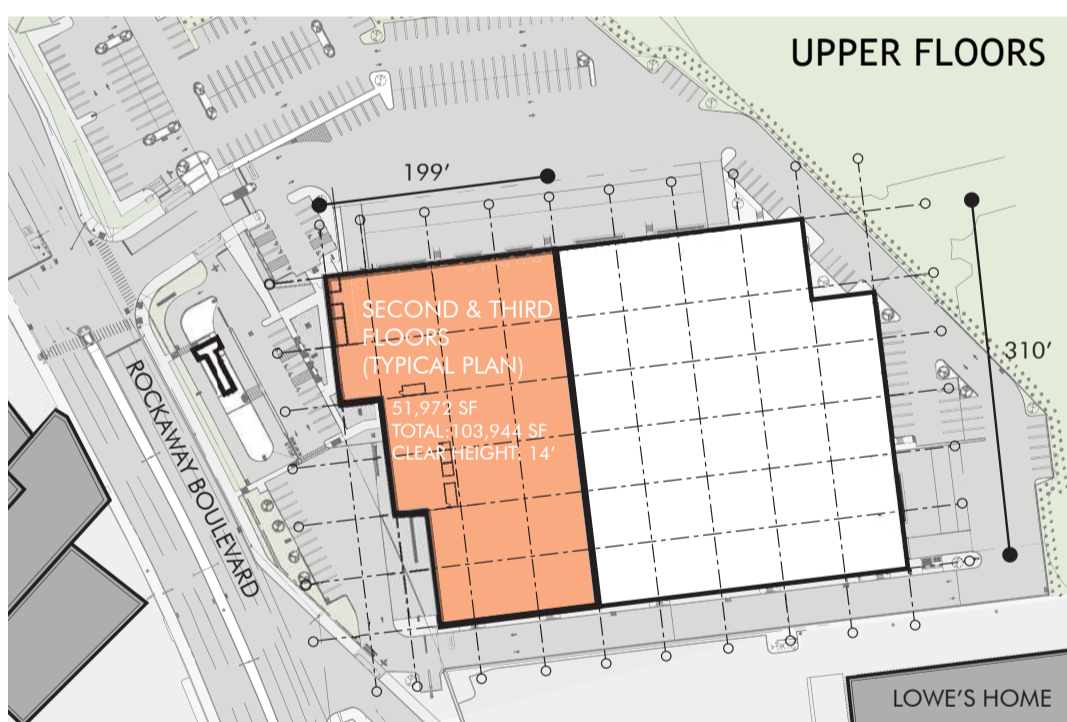 UPPER FLOORS
199’
SECOND & THIRD
FLOORS
(TYPICAL PLAN)
51,972 SF
TOTAL:103,944 SF
CLEAR HEIGHT: 14’
310’
ROCKAWAY BOULEVARD
LOWE’S HOME